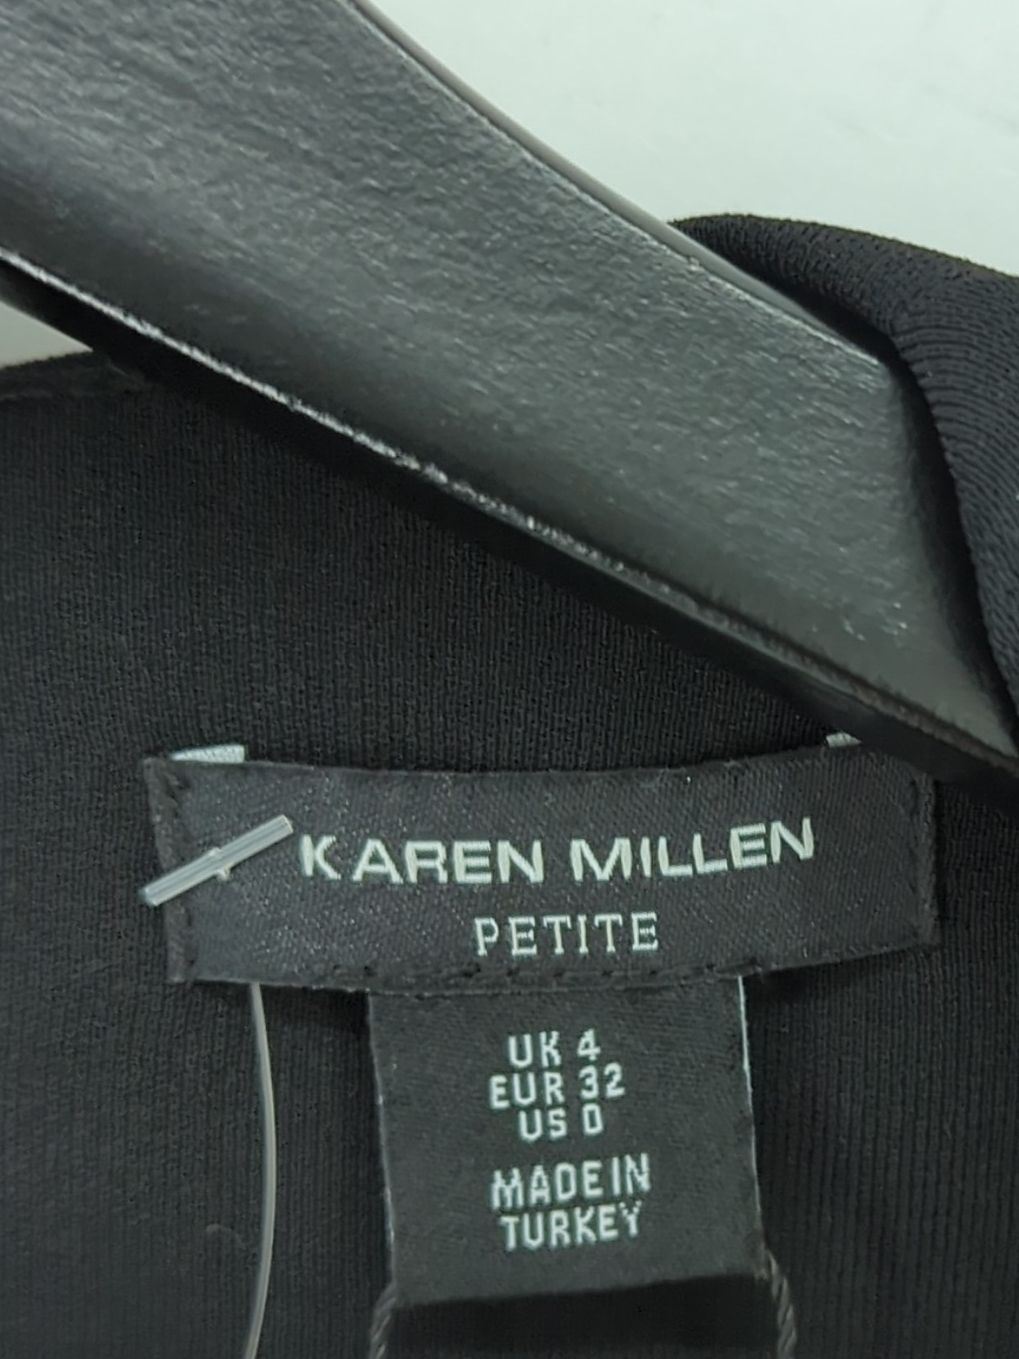 KAREN MILLEN
PETITE
UK 4
EUR 32
US 0
MADE IN
TURKEY